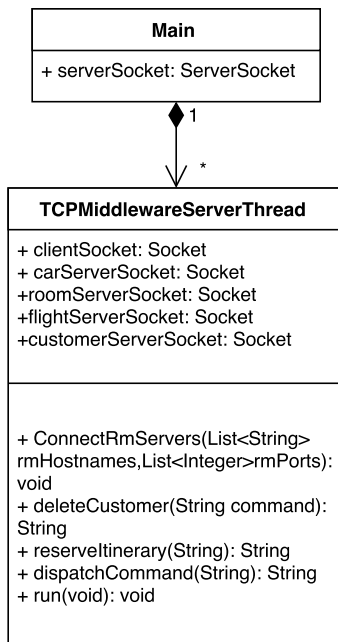 Main
+ serverSocket: ServerSocket
1
*
TCPMiddlewareServerThread
+ clientSocket: Socket
+ carServerSocket: Socket
+roomServerSocket: Socket
+flightServerSocket: Socket
+customerServerSocket: Socket
+ ConnectRmServers(List<String>
rmHostnames,List<Integer>rmPorts):
void
+ deleteCustomer(String command):
String
+ reserveItinerary(String): String
+ dispatchCommand(String): String
+ run(void): void